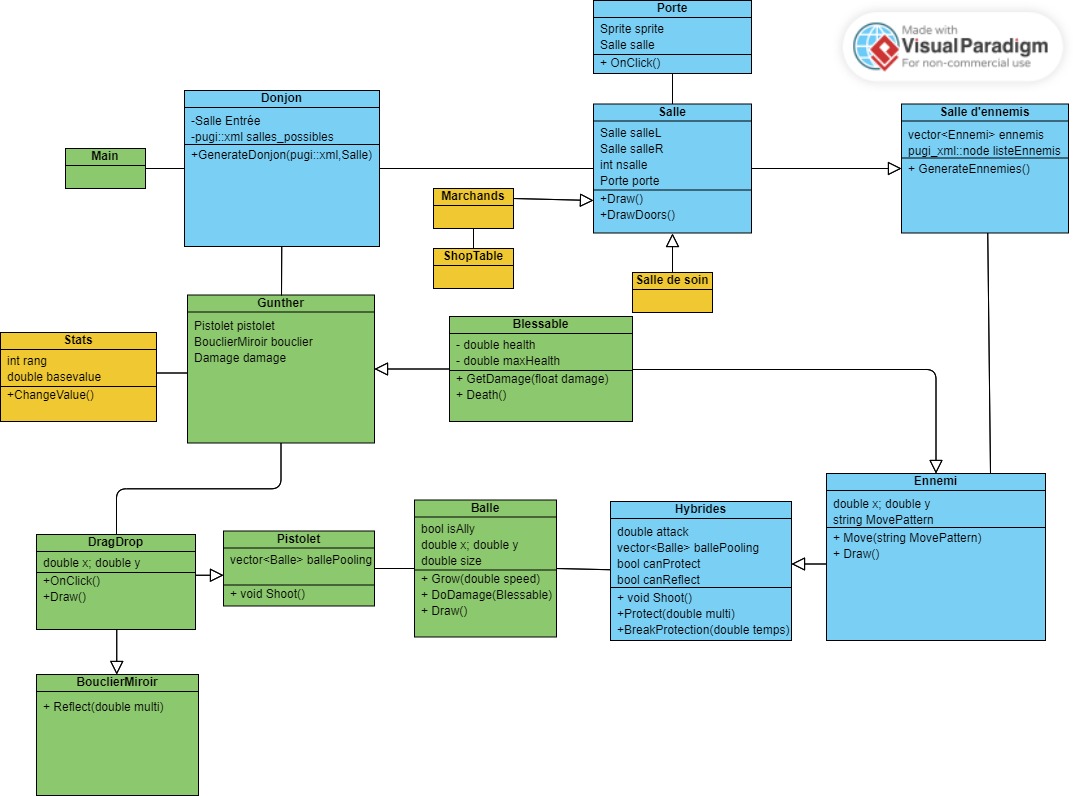 Porte
Sprite sprite
Salle salle
+ OnClick()
Made with
Visual Paradigm
For non-commercial use
Donjon
-Salle Entrée
-pugi::xml salles_possibles
+GenerateDonjon(pugi::xml,Salle)
Main
Salle
Salle salleL
Salle salleR
int nsalle
Porte porte
+Draw()
+DrawDoors()
Salle d'ennemis
vector<Ennemi> ennemis
pugi_xml::node listeEnnemis
+ GenerateEnnemies()
Marchands
ShopTable
Salle de soin
Gunther
Pistolet pistolet
BouclierMiroir bouclier
Damage damage
Stats
int rang
double basevalue
+ChangeValue()
Blessable
- double health
- double maxHealth
+ GetDamage(float damage)
+ Death()
Ennemi
double x; double y
string MovePattern
+ Move(string MovePattern)
+ Draw()
DragDrop
double x; double y
+OnClick()
+Draw()
Pistolet
vector<Balle> ballePooling
+ void Shoot()
Balle
bool isAlly
double x; double y
double size
+ Grow(double speed)
+ DoDamage(Blessable)
+ Draw()
Hybrides
double attack
vector<Balle> ballePooling
bool canProtect
bool canReflect
+ void Shoot()
+Protect(double multi)
+BreakProtection(double temps)
BouclierMiroir
+ Reflect(double multi)